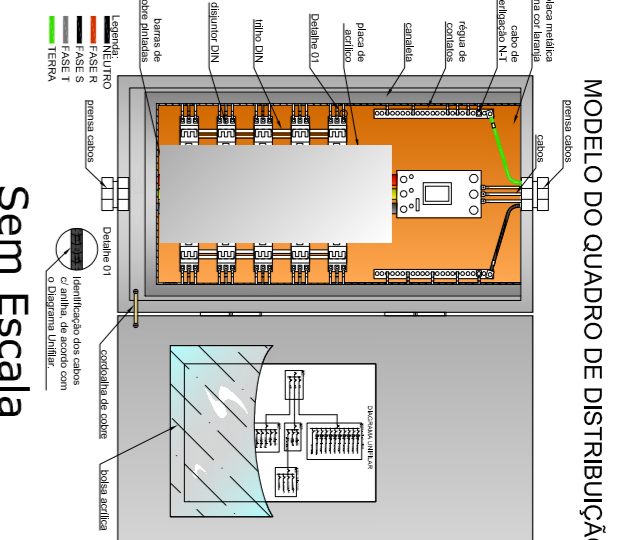 MODELO DO QUADRO DE DISTRIBUIÇÃO
placa metálica
na cor laranja
cabo de
N-T
régua de
contatos
canaleta
placa de
acrílico
Detalhe 01
trilho DIN
disjuntor DIN
barras de
cobre pintadas
prensa cabos
cabos
Legenda:
NEUTRO
FASE R
FASE S
FASE T
TERRA
prensa cabos
Detalhe 01
Identificação dos cabos
c/ anilha, de acordo com
o Diagrama Unifilar.
cordoalha de cobre
bolsa acrílica
DIAGRAMA UNIFILAR
Sem Escala